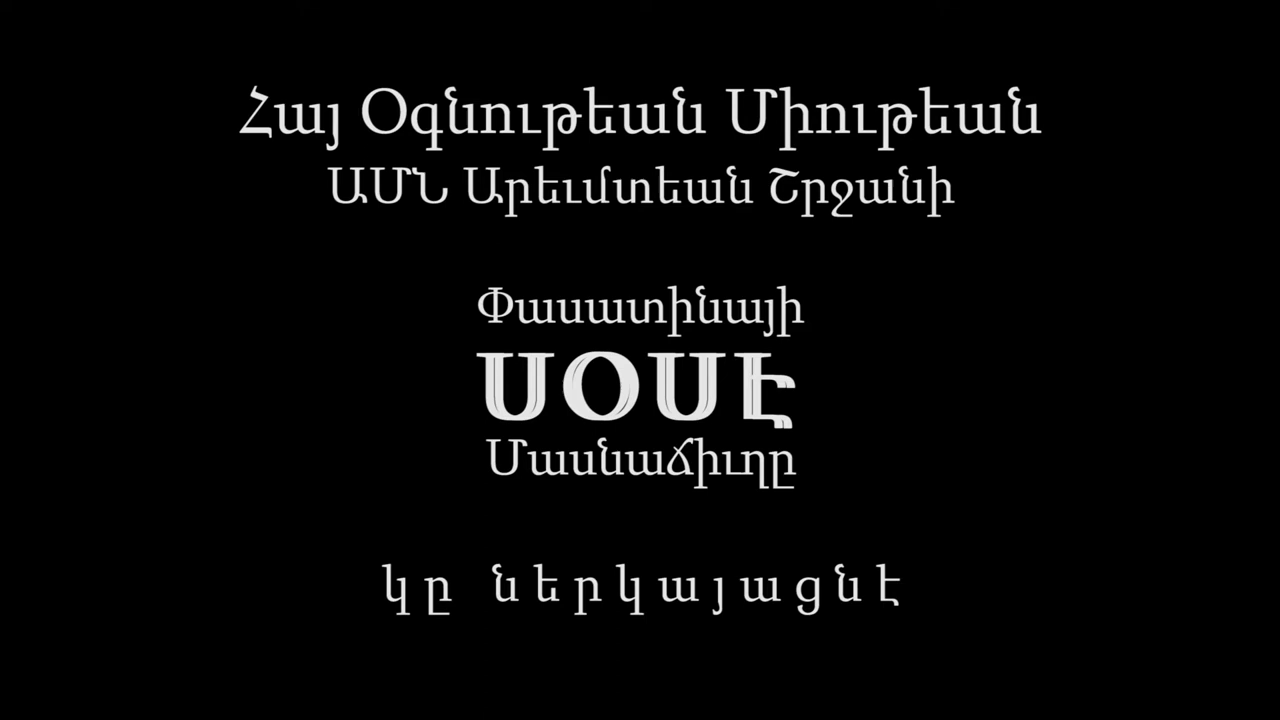 Հայ Օգնութեան Միութեան
ԱՄՆ Արեւմտեան Շրջանի
Փասատինայի
ՍՕՍԷ
Մասնաճիւղը
կը ներկայացնէ